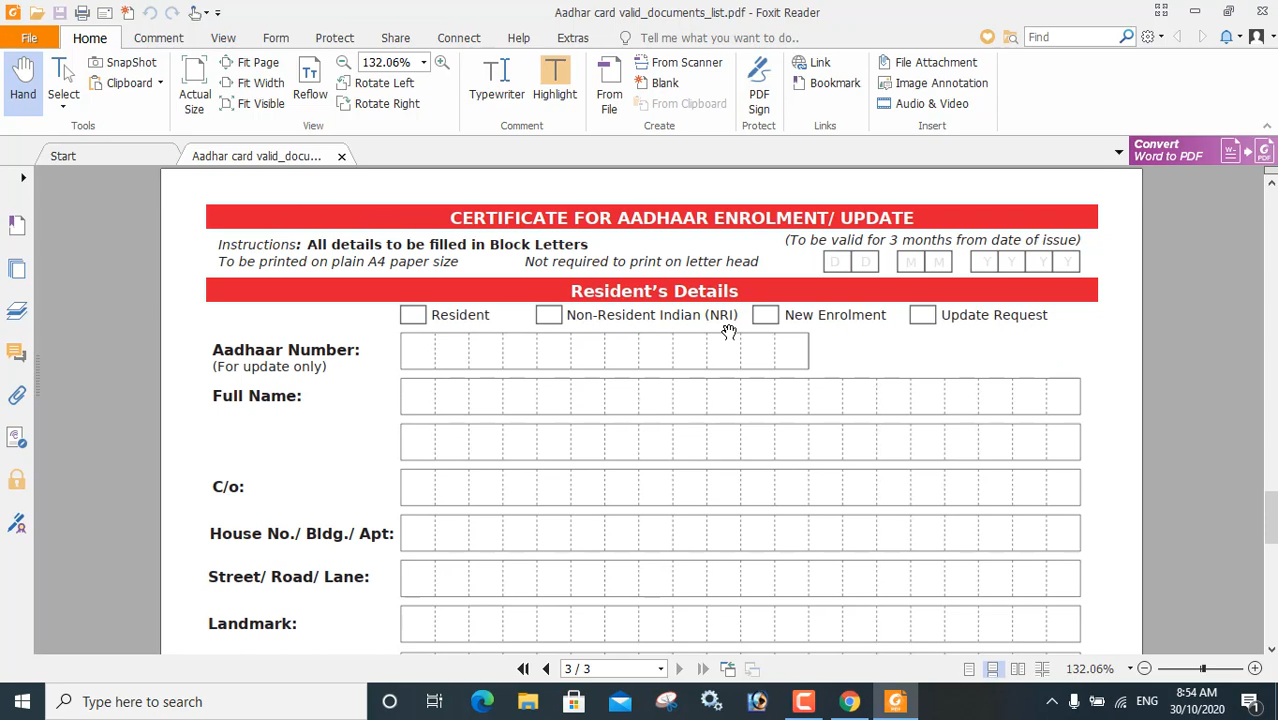 Aadhar card valid_documents_list.pdf - Foxit Reader
File Home Comment View Form Protect Share Connect Help Extras Tell me what you want to do.. Find
Hand
Select
SnapShot
Clipboard
Tools
Actual Size
Fit Page
Fit Width
Fit Visible
Reflow
132.06%
Rotate Left
Rotate Right
View
Typewriter
Highlight
Comment
From File
From Scanner
Blank
From Clipboard
Create
PDF Sign
Protect
Link
Bookmark
Links
File Attachment
Image Annotation
Audio & Video
Insert
Start
Aadhar card valid_docu...
Convert
Word to PDF
CERTIFICATE FOR AADHAAR ENROLMENT/ UPDATE
Instructions: All details to be filled in Block Letters
(To be valid for 3 months from date of issue)
To be printed on plain A4 paper size Not required to print on letter head
D D M M Y Y Y Y
Resident's Details
Resident Non-Resident Indian (NRI) New Enrolment Update Request
Aadhaar Number:
(For update only)
Full Name:
C/o:
House No./ Bldg./ Apt:
Street/ Road/ Lane:
Landmark:
3 / 3
132.06%
Type here to search
ENG
8:54 AM
30/10/2020